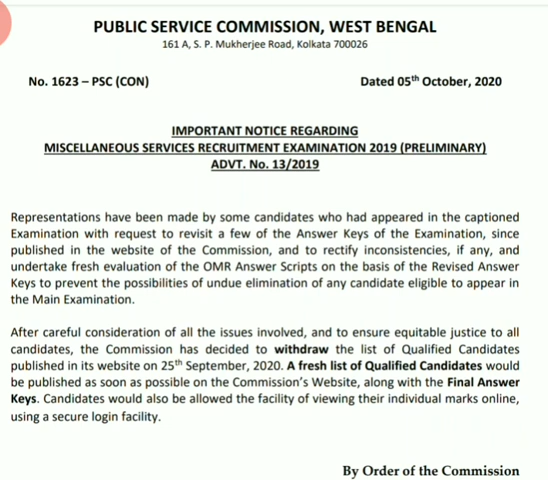 PUBLIC SERVICE COMMISSION, WEST BENGAL
161 A, S. P. Mukherjee Road, Kolkata 700026
No. 1623 – PSC (CON) Dated 05th October, 2020
IMPORTANT NOTICE REGARDING
MISCELLANEOUS SERVICES RECRUITMENT EXAMINATION 2019 (PRELIMINARY)
ADVT. No. 13/2019
Representations have been made by some candidates who had appeared in the captioned
Examination with request to revisit a few of the Answer Keys of the Examination, since
published in the website of the Commission, and to rectify inconsistencies, if any, and
undertake fresh evaluation of the OMR Answer Scripts on the basis of the Revised Answer
Keys to prevent the possibilities of undue elimination of any candidate eligible to appear in
the Main Examination.
After careful consideration of all the issues involved, and to ensure equitable justice to all
candidates, the Commission has decided to withdraw the list of Qualified Candidates
published in its website on 25th September, 2020. A fresh list of Qualified Candidates would
be published as soon as possible on the Commission's Website, along with the Final Answer
Keys. Candidates would also be allowed the facility of viewing their individual marks online,
using a secure login facility.
By Order of the Commission